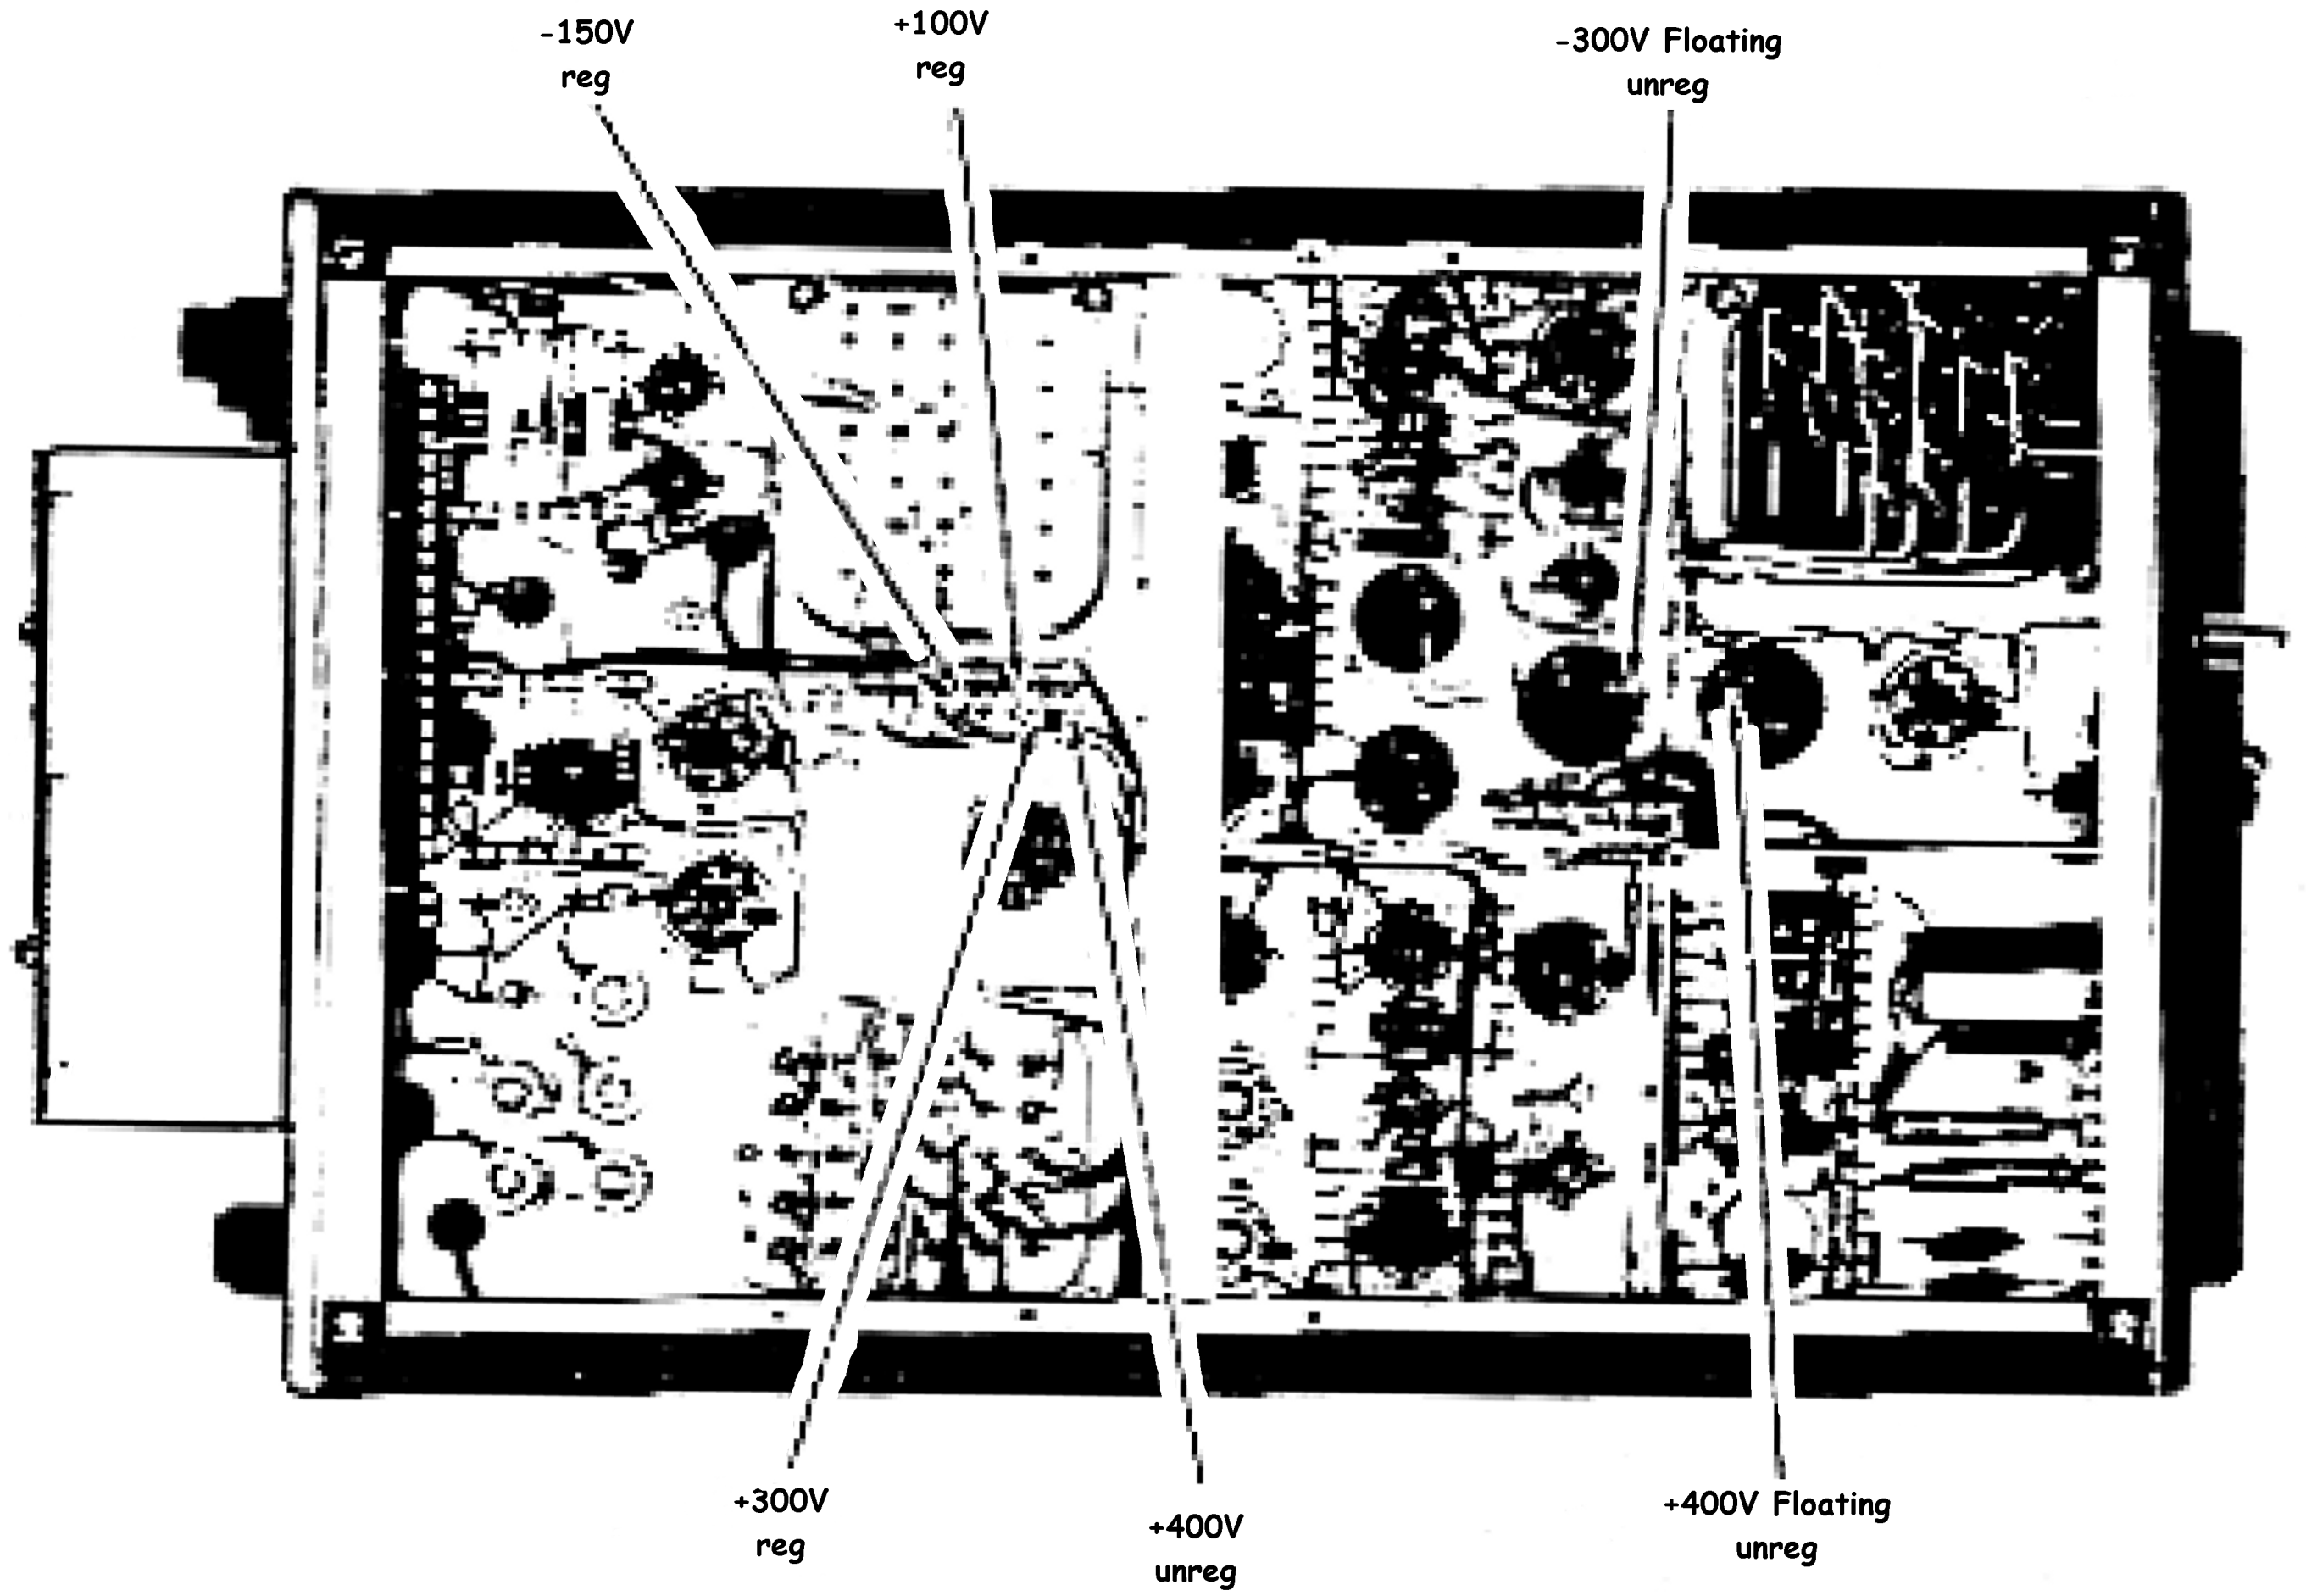 -150V
reg
+100V
reg
-300V Floating
unreg
+300V
reg
+400V
unreg
+400V Floating
unreg